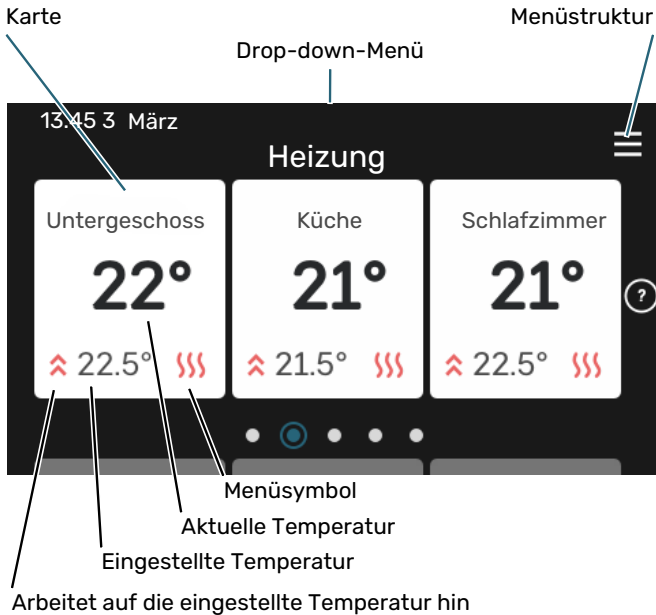 Karte
Menüstruktur
Drop-down-Menü
13.45 3 März
Heizung
Untergeschoss
22°
22.5°
Küche
21°
21.5°
Schlafzimmer
21°
22.5°
?
Menüsymbol
Aktuelle Temperatur
Eingestellte Temperatur
Arbeitet auf die eingestellte Temperatur hin